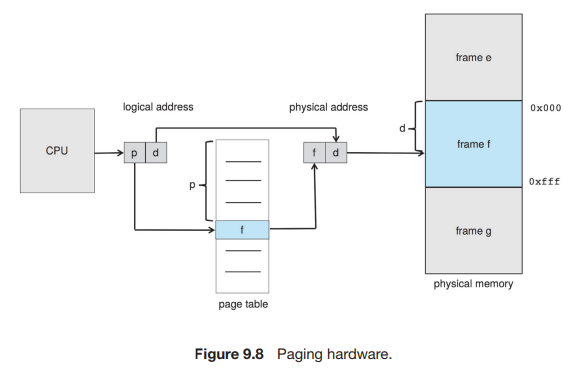 frame e
logical address
physical address
0x000
d
CPU
p d
f d
frame f
p
0xfff
f
frame g
physical memory
page table
Figure 9.8 Paging hardware.